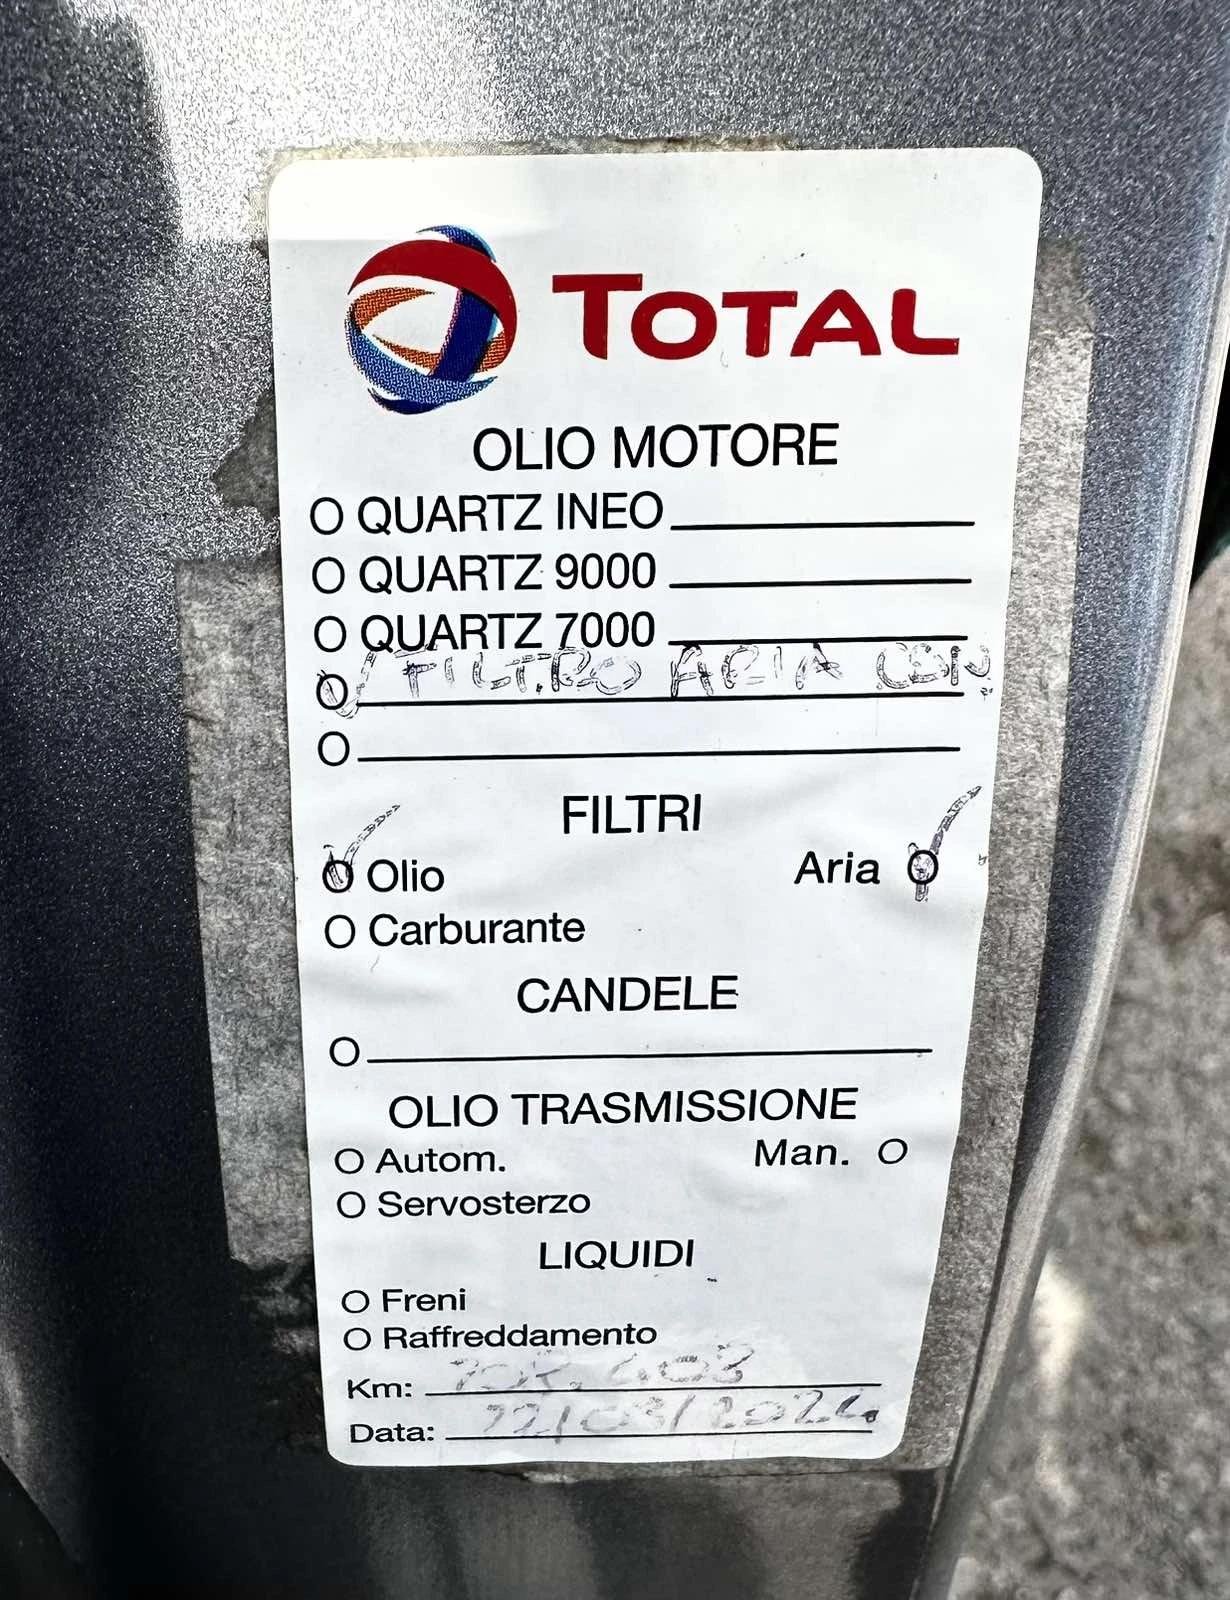 TOTAL
OLIO MOTORE
O QUARTZ INEO
O QUARTZ 9000
O QUARTZ 7000
FILTRO ARIA CON
FILTRI
Olio Aria
O Carburante
CANDELE
OLIO TRASMISSIONE
O Autom. Man. O
O Servosterzo
LIQUIDI
O Freni
O Raffreddamento
Km:
Data: